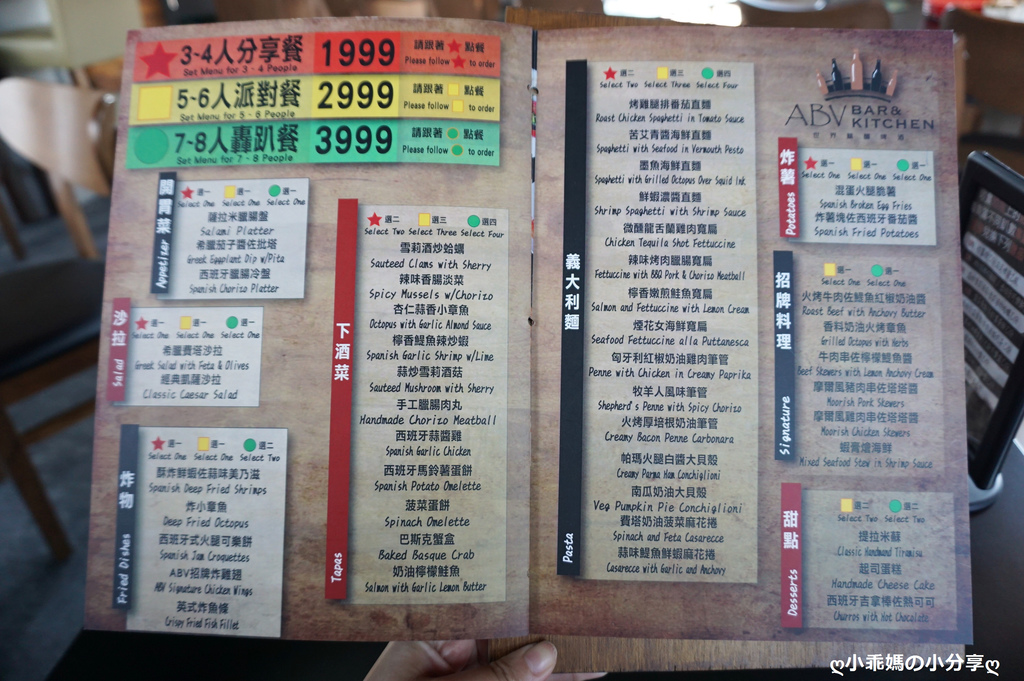 3-4人分享餐 1999 請跟著★點餐
Set Menu for 3 - 4 People Please follow ★ to order
5-6人派對餐 2999 請跟著 點餐
Set Menu for 5 - 6 People Please follow to order
7-8人轟趴餐 3999 請跟著 點餐
Set Menu for 7 - 8 People Please follow to order
開胃菜
Appetizer
★選一 選一 選一
Select One Select One Select One
薩拉米臘腸盤
Salami Platter
希臘茄子醬佐批塔
Greek Eggplant Dip w/Pita
西班牙臘腸冷盤
Spanish Chorizo Platter
沙拉
Salad
★選一 選一 選一
Select One Select One Select One
希臘費塔沙拉
Greek Salad with Feta & Olives
經典凱薩沙拉
Classic Caesar Salad
炸物
Fried Dishes
★選一 選一 選二
Select One Select One Select Two
酥炸鮮蝦佐蒜味美乃滋
Spanish Deep Fried Shrimps
炸小章魚
Deep Fried Octopus
西班牙式火腿可樂餅
Spanish Jam Croquettes
ABV招牌炸雞翅
ABV Signature Chicken Wings
英式炸魚條
Crispy Fried Fish Fillet
下酒菜
Tapas
★選二 選三 選四
Select Two Select Three Select Four
雪莉酒炒蛤蠣
Sauteed Clams with Sherry
辣味香腸淡菜
Spicy Mussels w/Chorizo
杏仁蒜香小章魚
Octopus with Garlic Almond Sauce
檸香鯷魚辣炒蝦
Spanish Garlic Shrimp w/Lime
蒜炒雪莉酒菇
Sauteed Mushroom with Sherry
手工臘腸肉丸
Handmade Chorizo Meatball
西班牙蒜醬雞
Spanish Garlic Chicken
西班牙馬鈴薯蛋餅
Spanish Potato Omelette
菠菜蛋餅
Spinach Omelette
巴斯克蟹盒
Baked Basque Crab
奶油檸檬鮭魚
Salmon with Garlic Lemon Butter
義大利麵
Pasta
★選二 選三 選四
Select Two Select Three Select Four
烤雞腿排番茄直麵
Roast Chicken Spaghetti in Tomato Sauce
苦艾青醬海鮮直麵
Spaghetti with Seafood in Vermouth Pesto
墨魚海鮮直麵
Spaghetti with Grilled Octopus Over Squid Ink
鮮蝦濃醬直麵
Shrimp Spaghetti with Shrimp Sauce
微醺龍舌蘭雞肉寬扁
Chicken Tequila Shot Fettuccine
辣味烤肉臘腸寬扁
Fettuccine with BBQ Pork & Chorizo Meatball
檸香嫩煎鮭魚寬扁
Salmon and Fettuccine with Lemon Cream
煙花女海鮮寬扁
Seafood Fettuccine alla Puttanesca
匈牙利紅椒奶油雞肉筆管
Penne with Chicken in Creamy Paprika
牧羊人風味筆管
Shepherd's Penne with Spicy Chorizo
火烤厚培根奶油筆管
Creamy Bacon Penne Carbonara
帕瑪火腿白醬大貝殼
Creamy Parma Ham Conchiglioni
南瓜奶油大貝殼
Veg Pumpkin Pie Conchiglioni
費塔奶油菠菜麻花捲
Spinach and Feta Casarecce
蒜味鯷魚鮮蝦麻花捲
Casarecce with Garlic and Anchovy
ABV BAR & KITCHEN
炸薯
Potatoes
★選一 選一 選一
Select One Select One Select One
混蛋火腿脆薯
Spanish Broken Egg Fries
炸薯塊佐西班牙番茄醬
Spanish Fried Potatoes
招牌料理
Signature
選一 選一
Select One Select One
火烤牛肉佐鯷魚紅椒奶油醬
Roast Beef with Anchovy Butter
香料奶油火烤章魚
Grilled Octopus with Herbs
牛肉串佐檸檬鯷魚醬
Beef Skewers with Lemon Anchovy Cream
摩爾風豬肉串佐塔塔醬
Moorish Pork Skewers
摩爾風雞肉串佐塔塔醬
Moorish Chicken Skewers
蝦膏燴海鮮
Mixed Seafood Stew in Shrimp Sauce
甜點
Desserts
選二 選二
Select Two Select Two
提拉米蘇
Classic Handmand Tiramisu
起司蛋糕
Handmade Cheese Cake
西班牙吉拿棒佐熱可可
Churros with Hot Chocolate
ღ小乖媽の小分享ღ